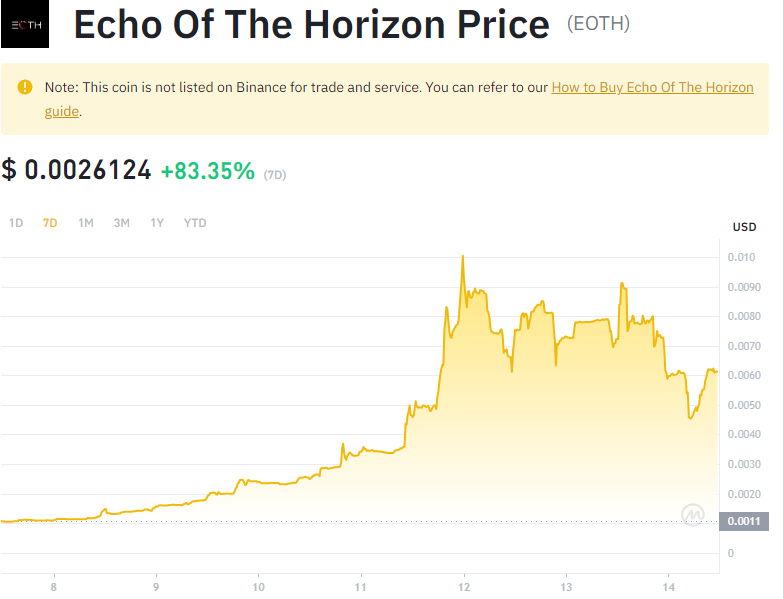 EOTH
Echo Of The Horizon Price (EOTH)
Note: This coin is not listed on Binance for trade and service. You can refer to our How to Buy Echo Of The Horizon
guide.
$ 0.0026124 +83.35% (7D)
1D 7D 1M 3M 1Y YTD
USD
0.010
0.0090
0.0080
0.0070
0.0060
0.0050
0.0040
0.0030
0.0020
0.0011
0
8 9 10 11 12 13 14